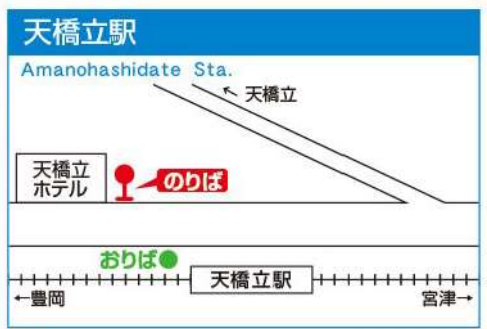 天橋立駅
Amanohashidate Sta.
↖ 天橋立
天橋立
ホテル
のりば
おりば
天橋立駅
←豊岡
宮津→